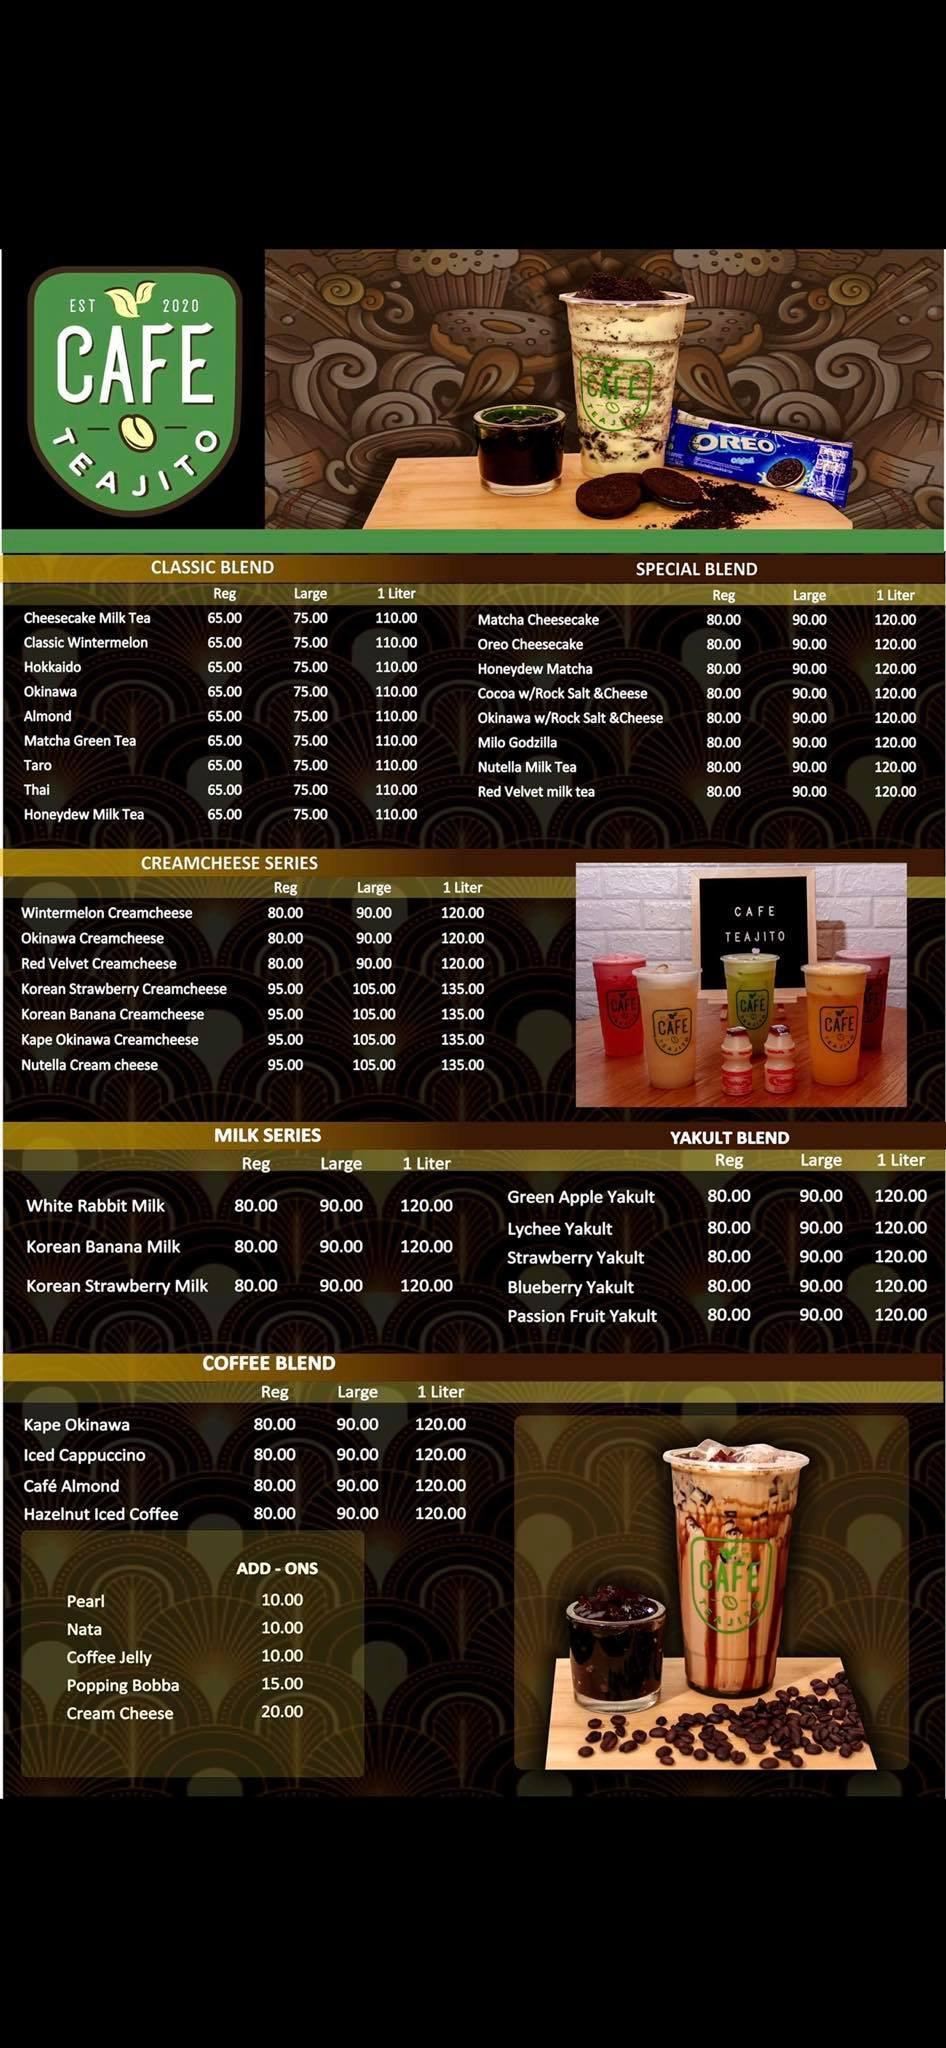 EST 2020
CAFE
TEAJITO
CAFE
TEAJITO
OREO
Original
CLASSIC BLEND
Reg Large 1 Liter
Cheesecake Milk Tea 65.00 75.00 110.00
Classic Wintermelon 65.00 75.00 110.00
Hokkaido 65.00 75.00 110.00
Okinawa 65.00 75.00 110.00
Almond 65.00 75.00 110.00
Matcha Green Tea 65.00 75.00 110.00
Taro 65.00 75.00 110.00
Thai 65.00 75.00 110.00
Honeydew Milk Tea 65.00 75.00 110.00
SPECIAL BLEND
Reg Large 1 Liter
Matcha Cheesecake 80.00 90.00 120.00
Oreo Cheesecake 80.00 90.00 120.00
Honeydew Matcha 80.00 90.00 120.00
Cocoa w/Rock Salt &Cheese 80.00 90.00 120.00
Okinawa w/Rock Salt &Cheese 80.00 90.00 120.00
Milo Godzilla 80.00 90.00 120.00
Nutella Milk Tea 80.00 90.00 120.00
Red Velvet milk tea 80.00 90.00 120.00
CREAMCHEESE SERIES
Reg Large 1 Liter
Wintermelon Creamcheese 80.00 90.00 120.00
Okinawa Creamcheese 80.00 90.00 120.00
Red Velvet Creamcheese 80.00 90.00 120.00
Korean Strawberry Creamcheese 95.00 105.00 135.00
Korean Banana Creamcheese 95.00 105.00 135.00
Kape Okinawa Creamcheese 95.00 105.00 135.00
Nutella Cream cheese 95.00 105.00 135.00
CAFE
TEAJITO
CAFE
CAFE
TEAJITO
CAFE
CAFE
TEAJITO
CAFE
MILK SERIES
Reg Large 1 Liter
White Rabbit Milk 80.00 90.00 120.00
Korean Banana Milk 80.00 90.00 120.00
Korean Strawberry Milk 80.00 90.00 120.00
YAKULT BLEND
Reg Large 1 Liter
Green Apple Yakult 80.00 90.00 120.00
Lychee Yakult 80.00 90.00 120.00
Strawberry Yakult 80.00 90.00 120.00
Blueberry Yakult 80.00 90.00 120.00
Passion Fruit Yakult 80.00 90.00 120.00
COFFEE BLEND
Reg Large 1 Liter
Kape Okinawa 80.00 90.00 120.00
Iced Cappuccino 80.00 90.00 120.00
Café Almond 80.00 90.00 120.00
Hazelnut Iced Coffee 80.00 90.00 120.00
ADD - ONS
Pearl 10.00
Nata 10.00
Coffee Jelly 10.00
Popping Bobba 15.00
Cream Cheese 20.00
CAFE
TEAJITO